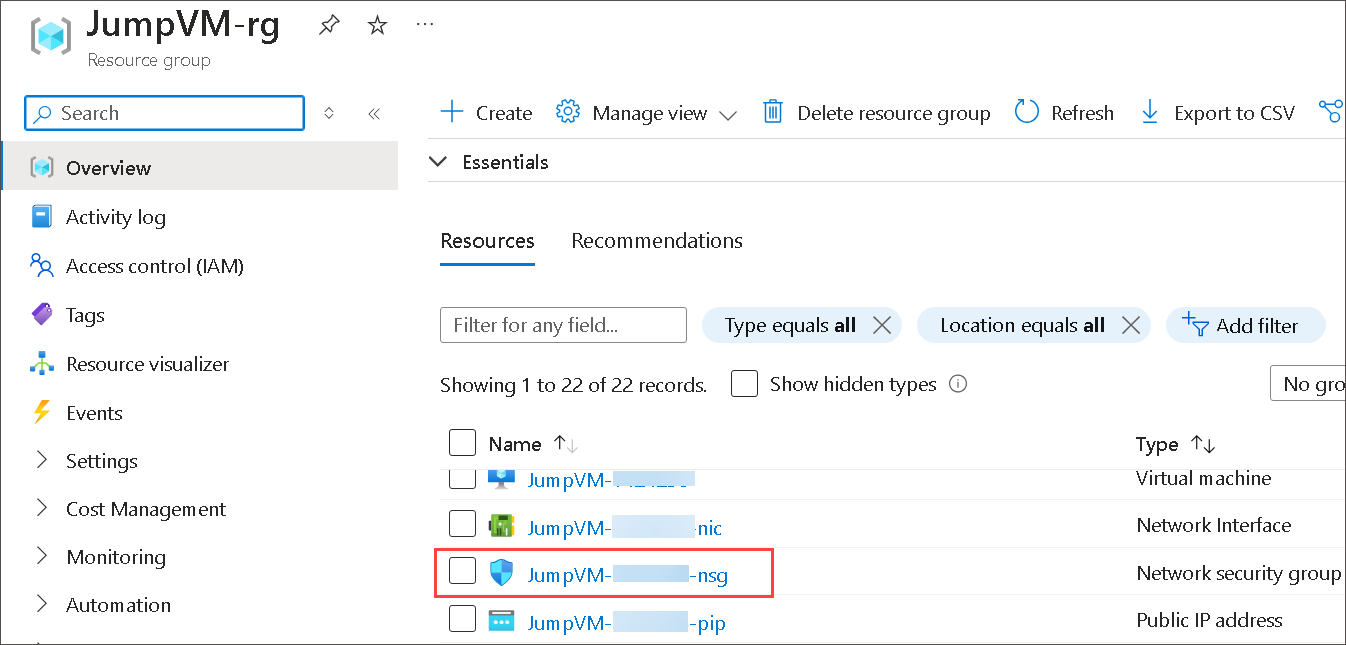 JumpVM-rg
Resource group
Search
Overview
Activity log
Access control (IAM)
Tags
Resource visualizer
Events
Settings
Cost Management
Monitoring
Automation
Create
Manage view
Delete resource group
Refresh
Export to CSV
Essentials
Resources
Recommendations
Filter for any field...
Type equals all
Location equals all
Add filter
Showing 1 to 22 of 22 records.
Show hidden types
No gro
Name
Type
JumpVM-
Virtual machine
JumpVM- -nic
Network Interface
JumpVM- -nsg
Network security group
JumpVM- -pip
Public IP address